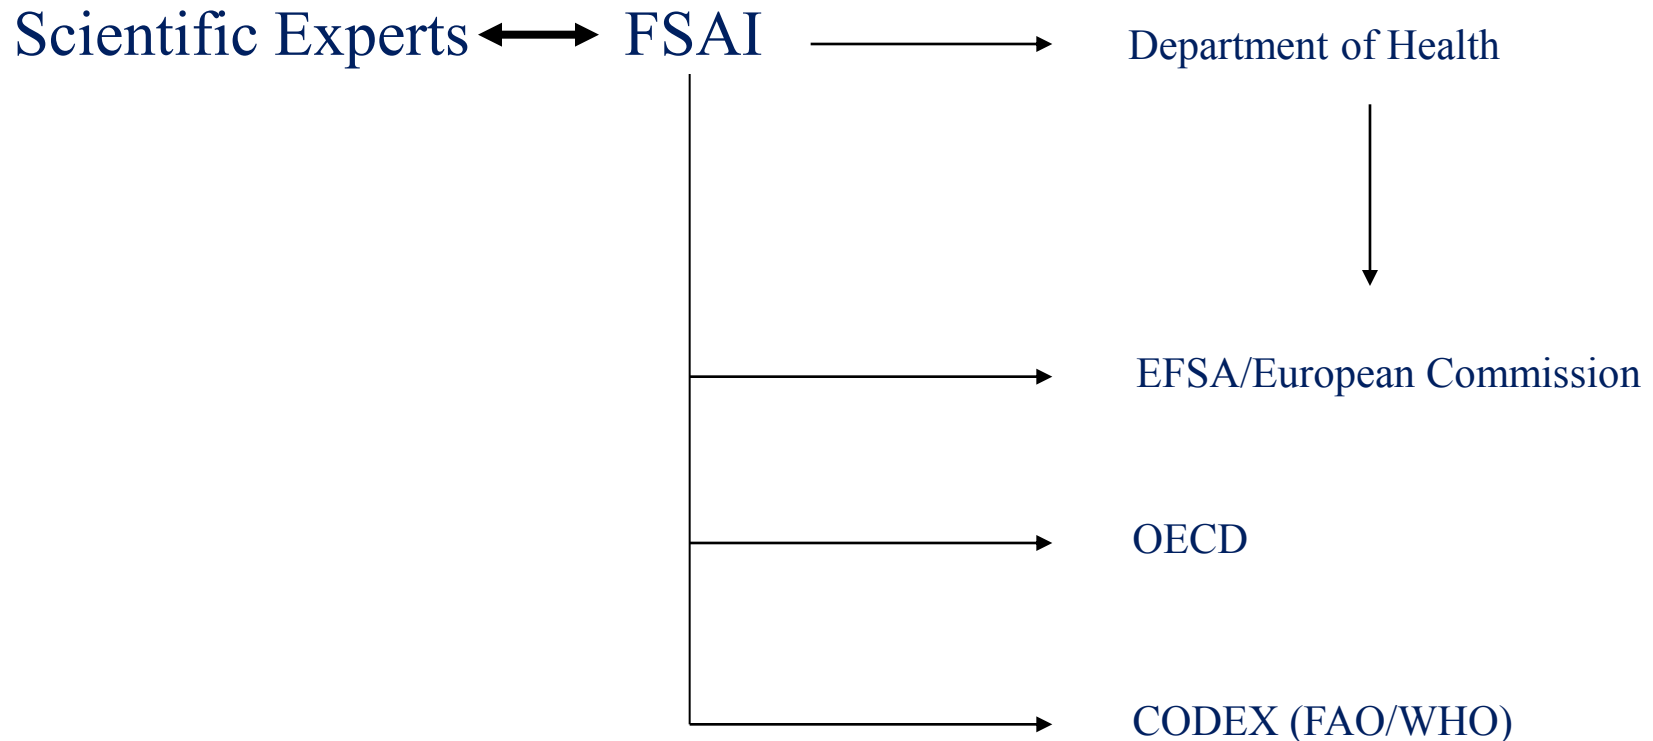 Scientific Experts
FSAI
Department of Health
EFSA/European Commission
OECD
CODEX (FAO/WHO)